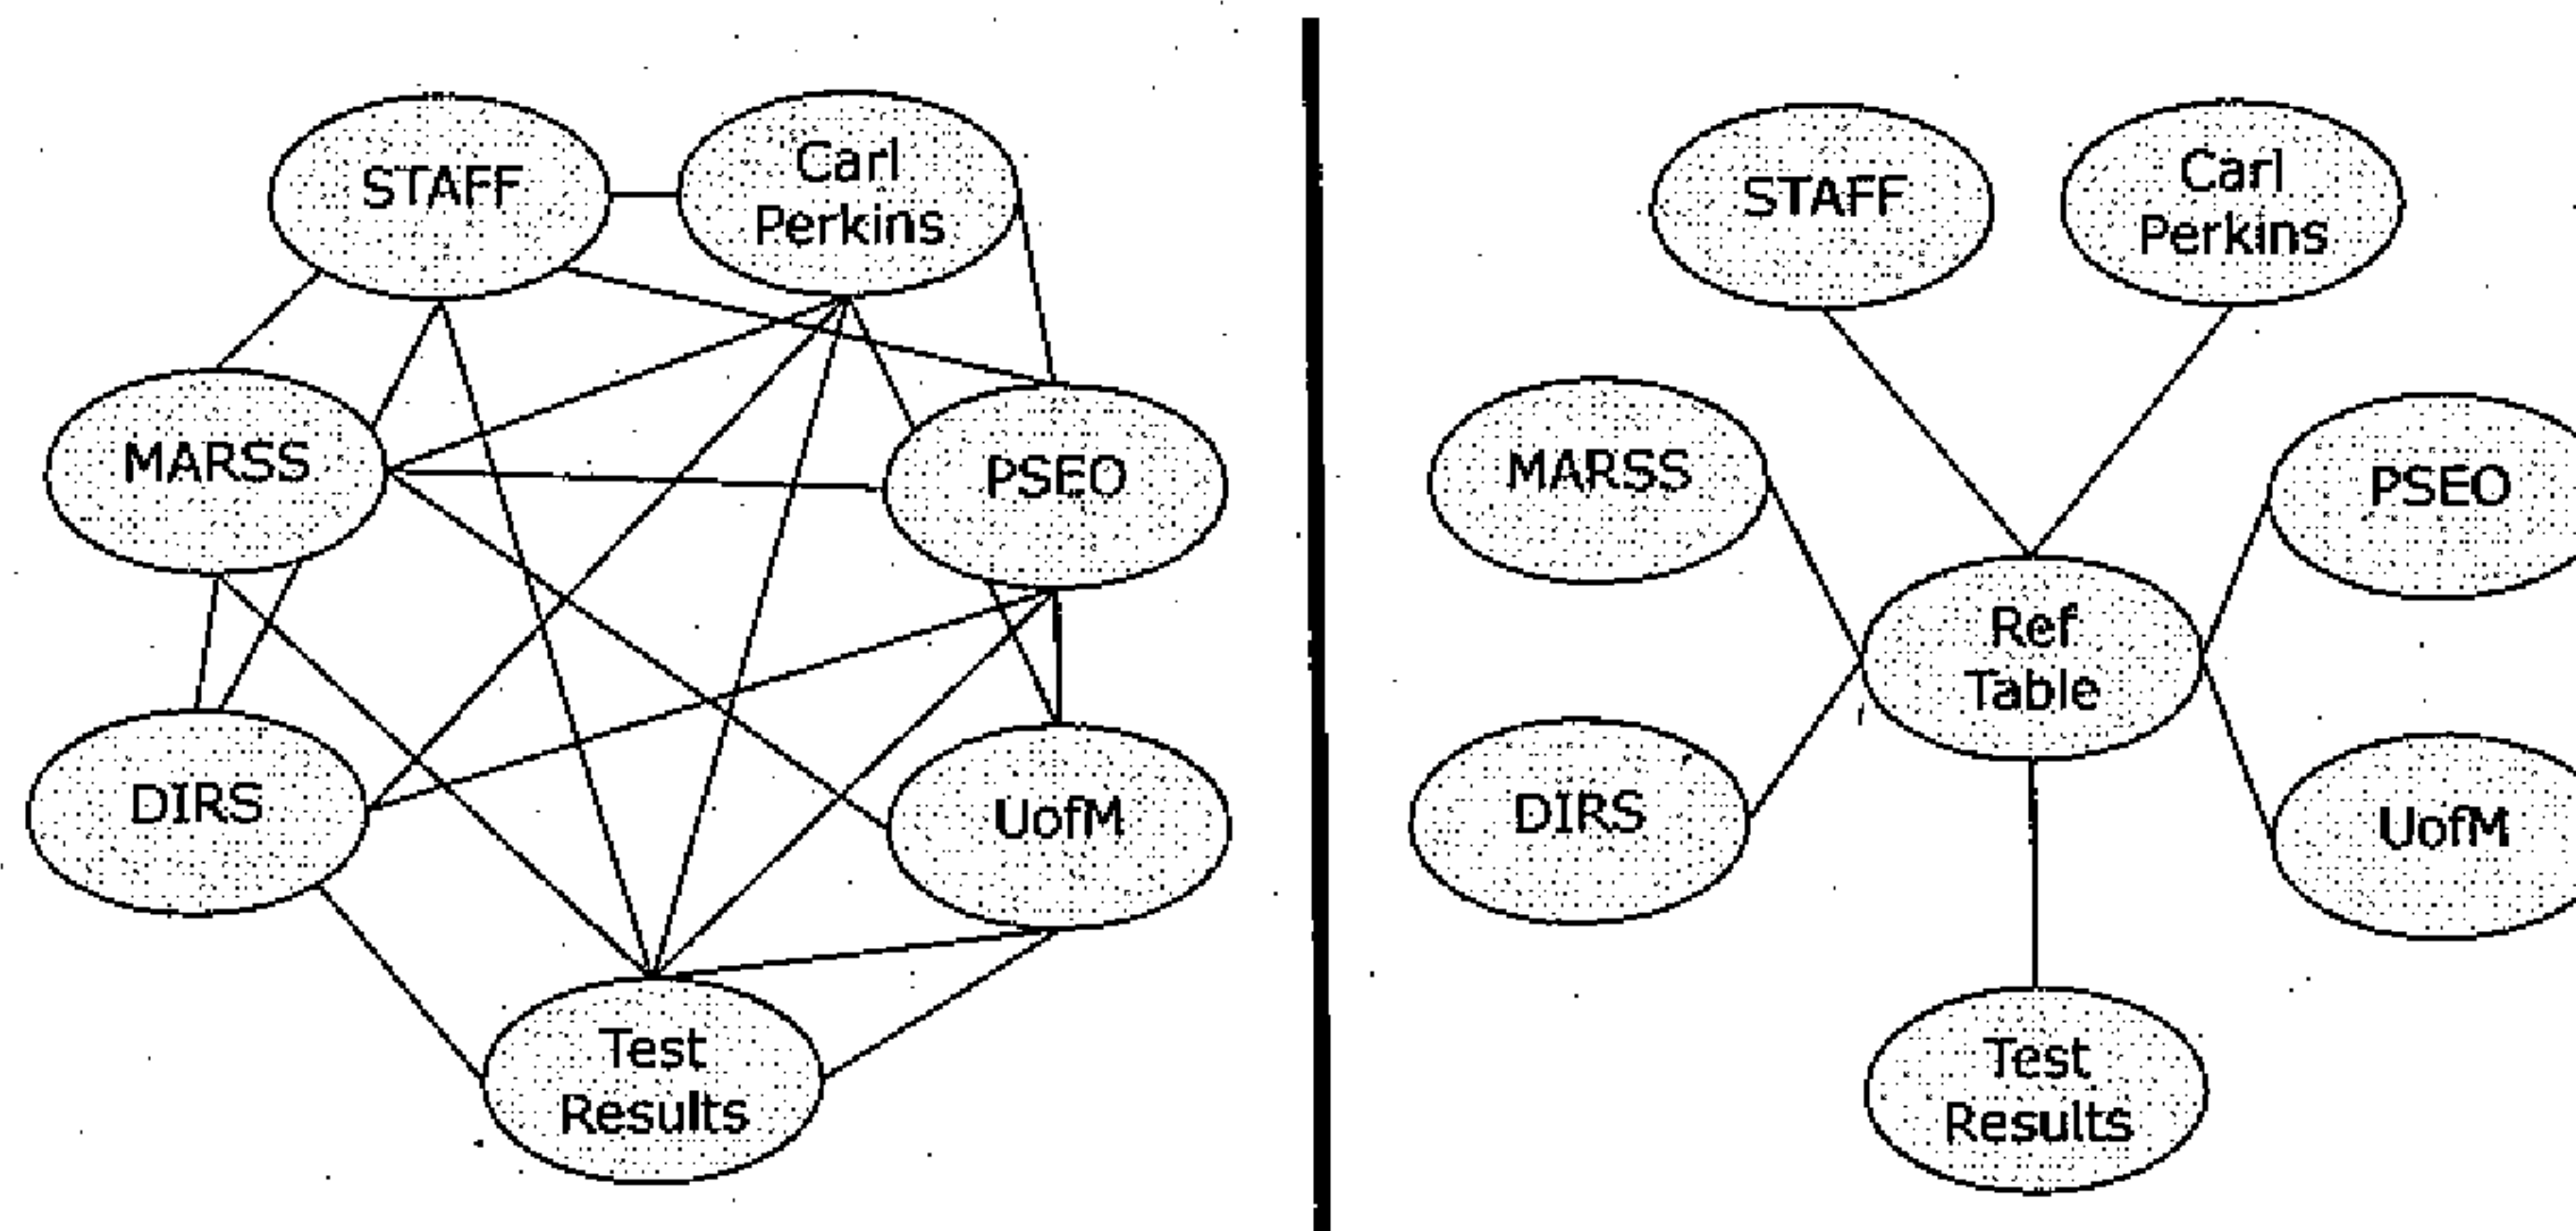 STAFF
Carl
Perkins
MARSS
PSEO
DIRS
UofM
Test
Results
STAFF
Carl
Perkins
MARSS
PSEO
Ref
Table
DIRS
UofM
Test
Results